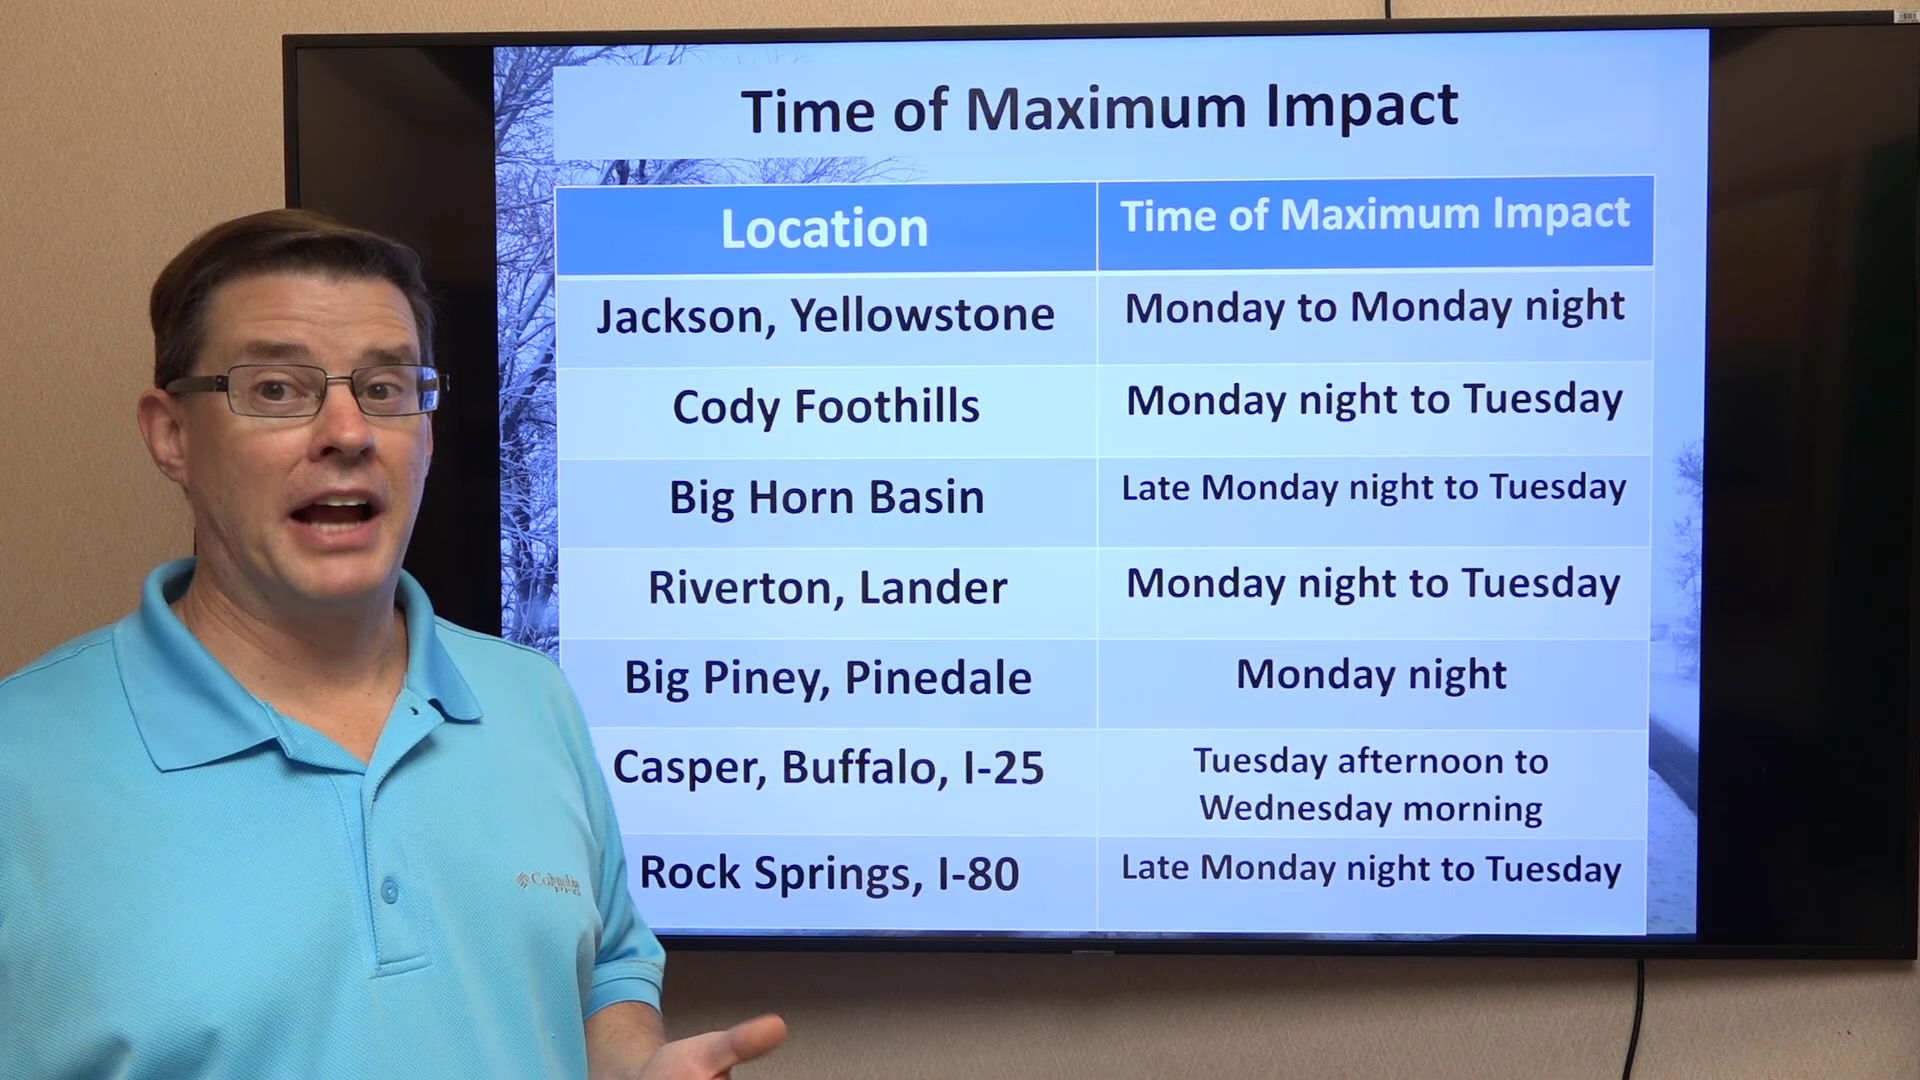 Time of Maximum Impact
Location
Time of Maximum Impact
Jackson, Yellowstone
Monday to Monday night
Cody Foothills
Monday night to Tuesday
Big Horn Basin
Late Monday night to Tuesday
Riverton, Lander
Monday night to Tuesday
Big Piney, Pinedale
Monday night
Casper, Buffalo, I-25
Tuesday afternoon to
Wednesday morning
Rock Springs, I-80
Late Monday night to Tuesday
Columbia